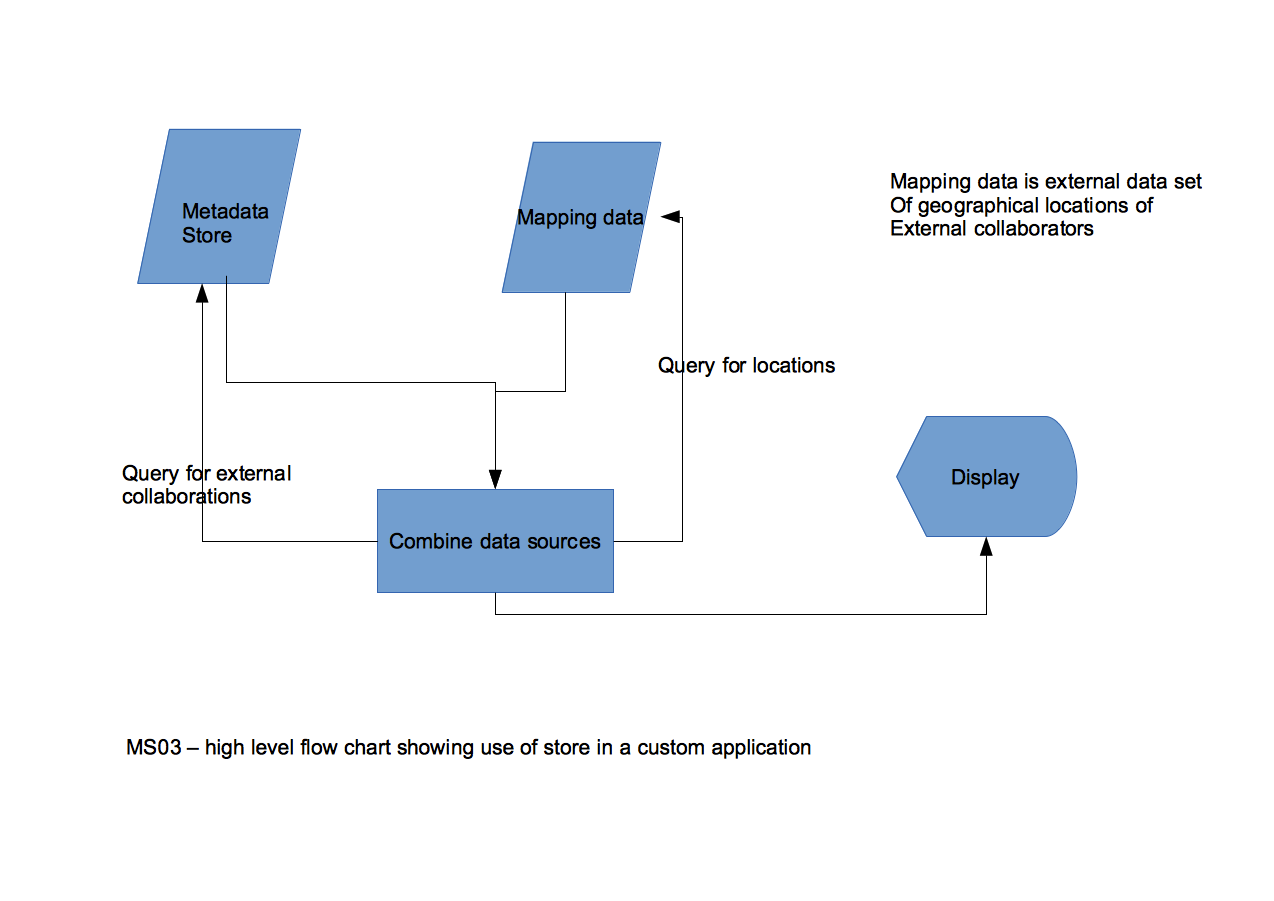 Metadata
Store
Mapping data
Mapping data is external data set
Of geographical locations of
External collaborators
Query for locations
Query for external
collaborations
Display
Combine data sources
MS03 – high level flow chart showing use of store in a custom application